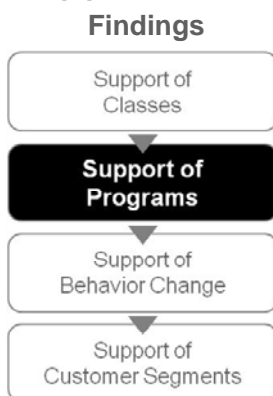 Findings
Support of
Classes
Support of
Programs
Support of
Behavior Change
Support of
Customer Segments